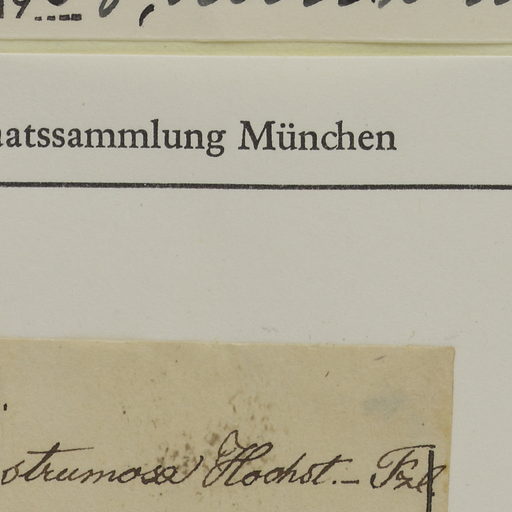 aatssammlung München
strumosa Hochst. – Fzl